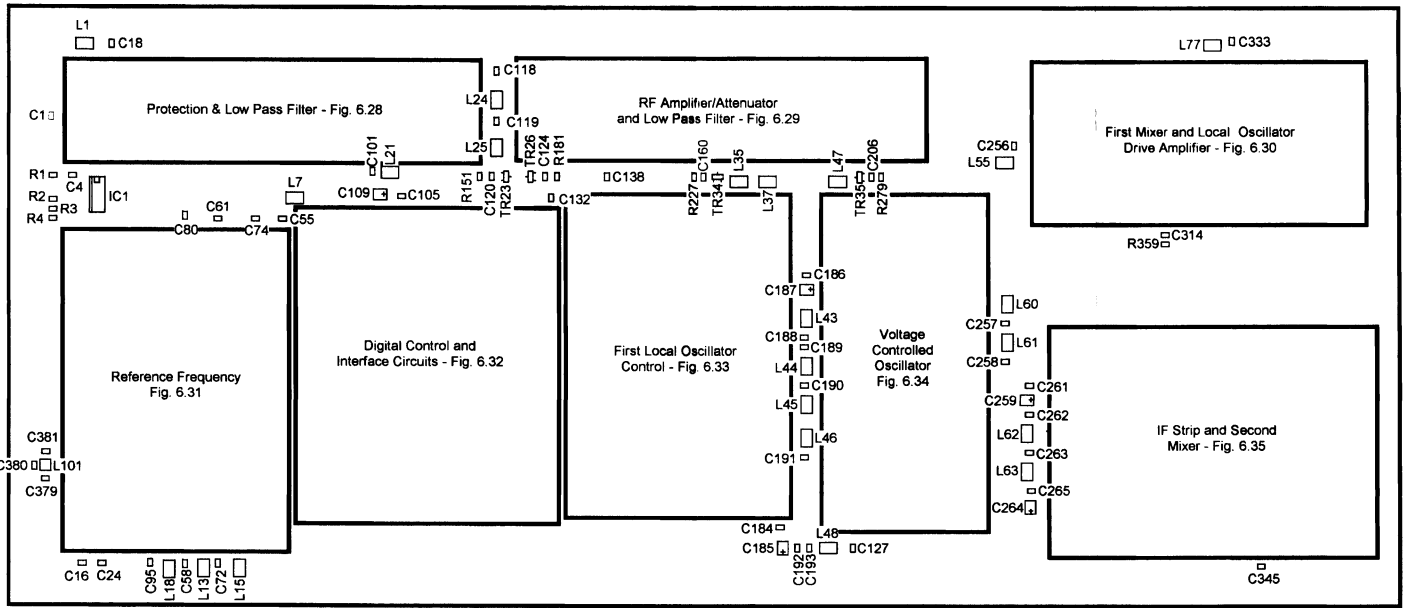 L1
C18
L77
C333
C118
L24
C119
L25
C1
Protection & Low Pass Filter - Fig. 6.28
RF Amplifier/Attenuator
and Low Pass Filter - Fig. 6.29
First Mixer and Local Oscillator
Drive Amplifier - Fig. 6.30
C256
L55
C101
L21
TR26
C124
R181
C160
L35
L47
C206
R1
C4
IC1
R2
R3
R4
L7
C109
C105
R151
C120
TR23
C138
C132
R227
TR34
L37
TR35
R279
C61
C80
C74
C55
C314
R359
C186
C187
L43
C188
C189
L44
C190
L45
L46
C191
L60
C257
L61
C258
C261
C259
C262
L62
C263
L63
C265
C264
Reference Frequency
Fig. 6.31
Digital Control and
Interface Circuits - Fig. 6.32
First Local Oscillator
Control - Fig. 6.33
Voltage
Controlled
Oscillator
Fig. 6.34
IF Strip and Second
Mixer - Fig. 6.35
C381
C380
L101
C379
C184
C185
C192
C193
L48
C127
C16
C24
C95
L18
C58
L13
C72
L15
C345